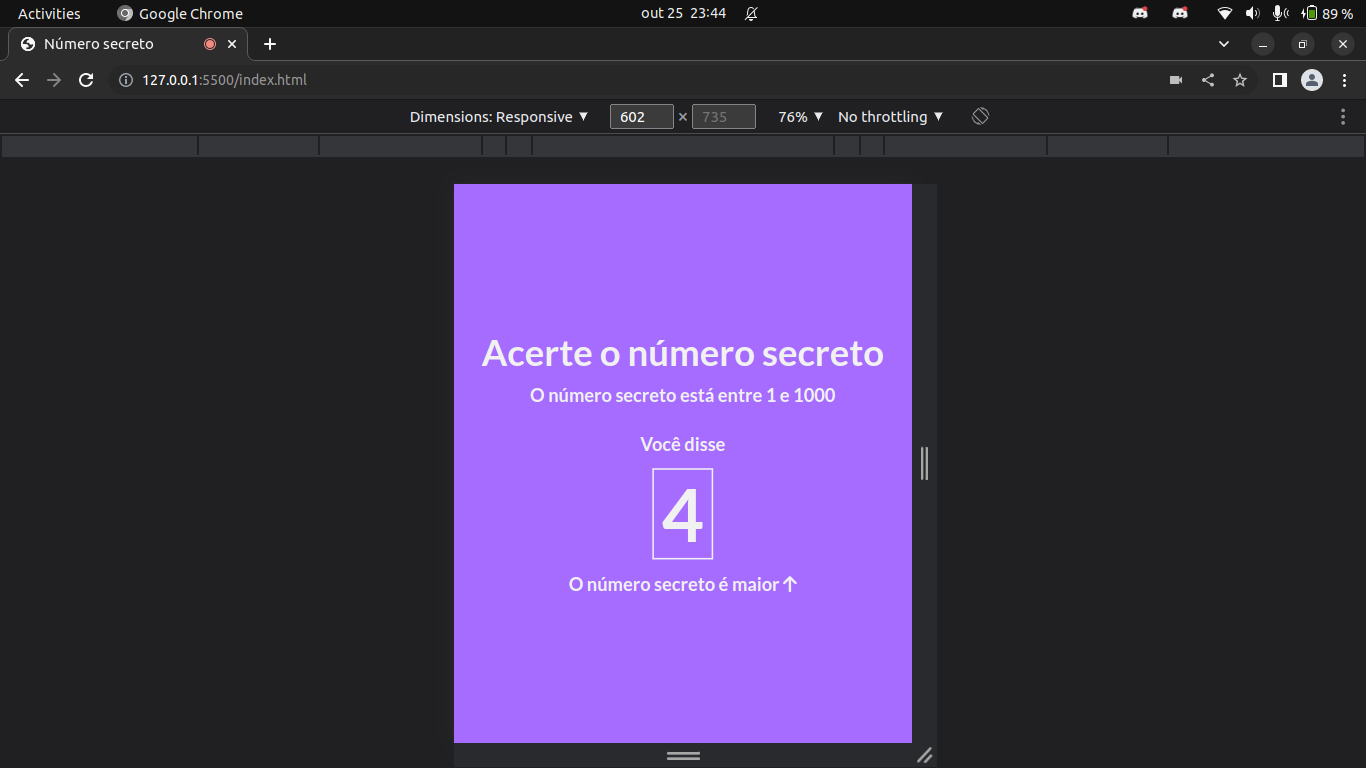 Activities Google Chrome out 25 23:44 89 %
Número secreto
127.0.0.1:5500/index.html
Dimensions: Responsive ▼ 602 × 735 76% ▼ No throttling ▼
Acerte o número secreto
O número secreto está entre 1 e 1000
Você disse
4
O número secreto é maior ↑